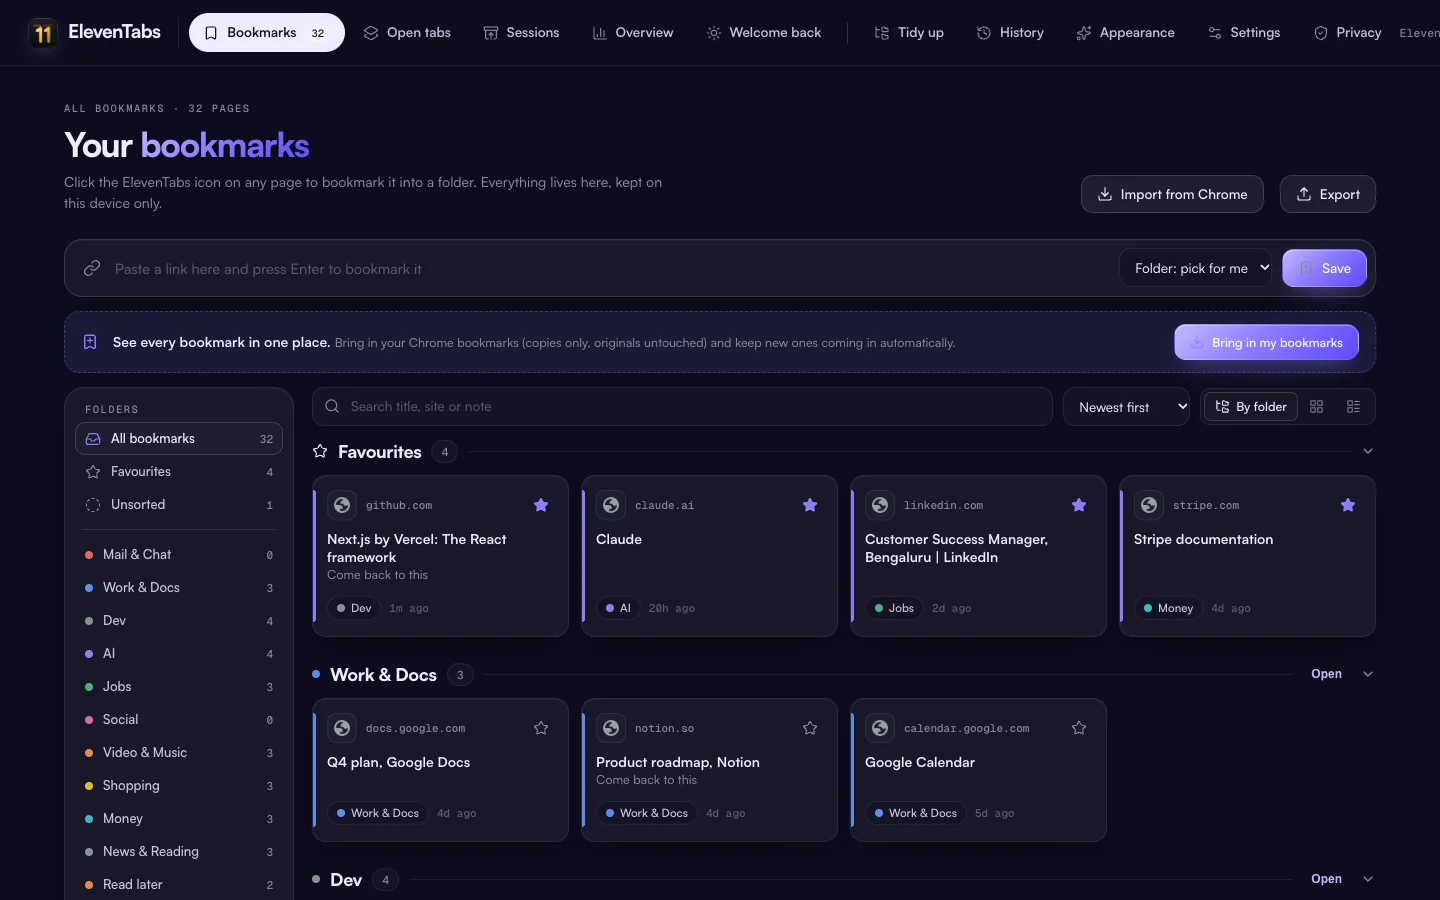 11 ElevenTabs
Bookmarks 32
Open tabs
Sessions
Overview
Welcome back
Tidy up
History
Appearance
Settings
Privacy
Eleven
ALL BOOKMARKS · 32 PAGES
Your bookmarks
Click the ElevenTabs icon on any page to bookmark it into a folder. Everything lives here, kept on
this device only.
Import from Chrome
Export
Paste a link here and press Enter to bookmark it
Folder: pick for me
Save
See every bookmark in one place. Bring in your Chrome bookmarks (copies only, originals untouched) and keep new ones coming in automatically.
Bring in my bookmarks
FOLDERS
All bookmarks 32
Favourites 4
Unsorted 1
Mail & Chat 0
Work & Docs 3
Dev 4
AI 4
Jobs 3
Social 0
Video & Music 3
Shopping 3
Money 3
News & Reading 3
Read later 2
Search title, site or note
Newest first
By folder
Favourites 4
github.com
Next.js by Vercel: The React
framework
Come back to this
Dev 1m ago
claude.ai
Claude
AI 20h ago
linkedin.com
Customer Success Manager,
Bengaluru | LinkedIn
Jobs 2d ago
stripe.com
Stripe documentation
Money 4d ago
Work & Docs 3
Open
docs.google.com
Q4 plan, Google Docs
Work & Docs 4d ago
notion.so
Product roadmap, Notion
Come back to this
Work & Docs 4d ago
calendar.google.com
Google Calendar
Work & Docs 5d ago
Dev 4
Open